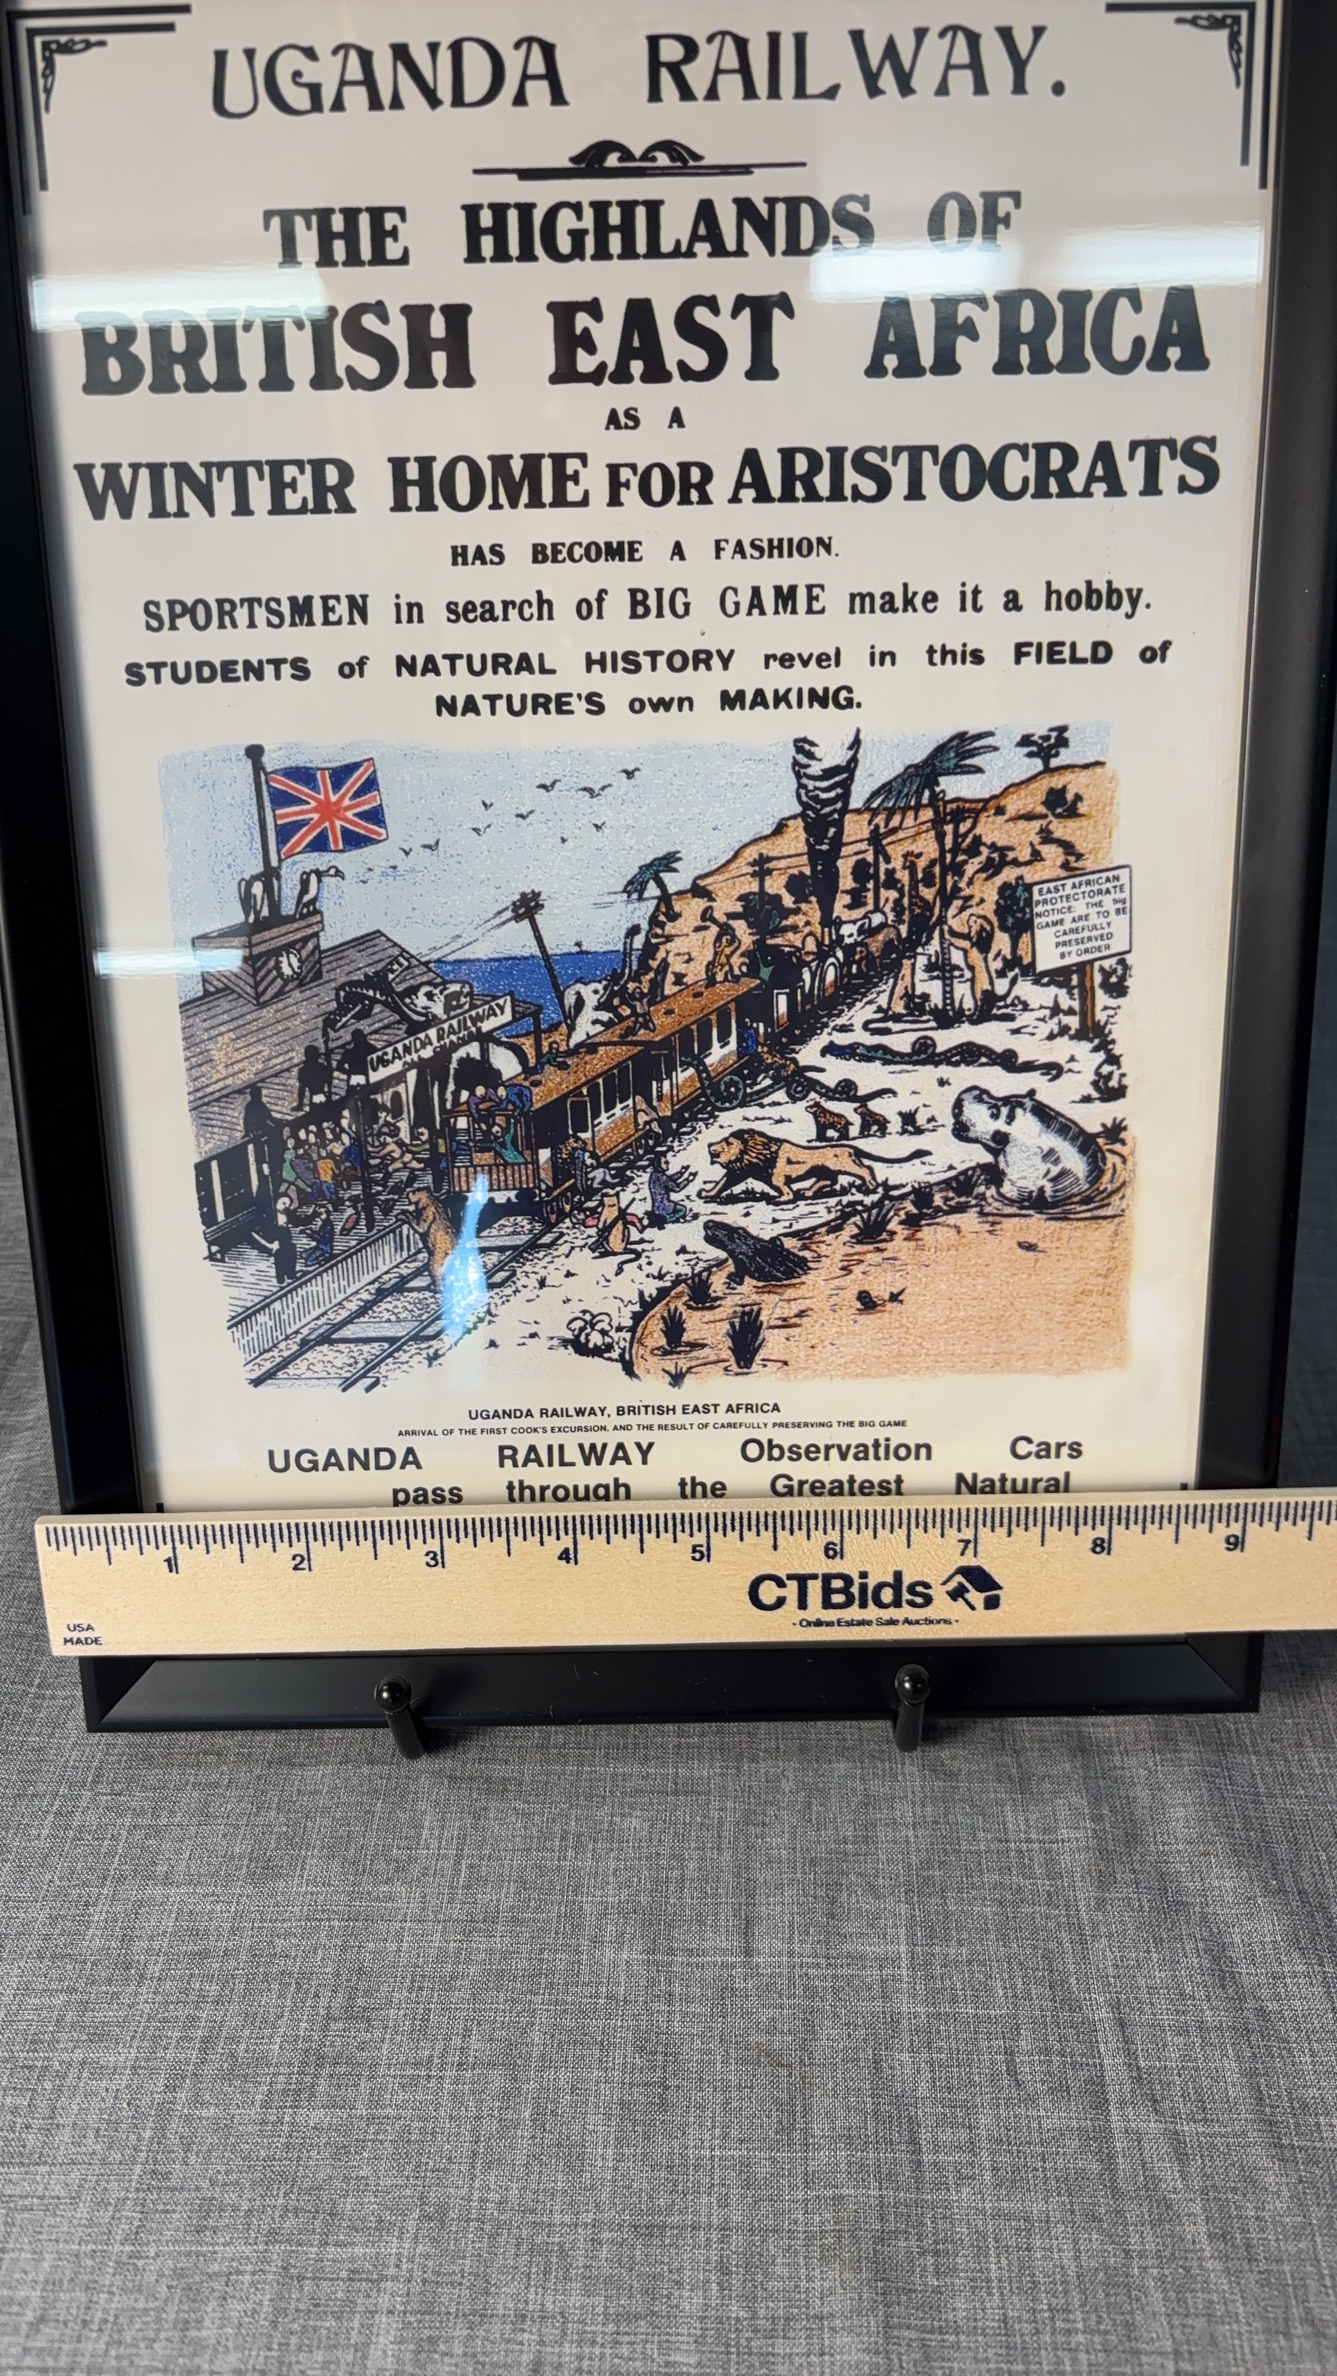 UGANDA RAILWAY.
THE HIGHLANDS OF
BRITISH EAST AFRICA
AS A
WINTER HOME FOR ARISTOCRATS
HAS BECOME A FASHION.
SPORTSMEN in search of BIG GAME make it a hobby.
STUDENTS of NATURAL HISTORY revel in this FIELD of
NATURE'S own MAKING.
EAST AFRICAN
PROTECTORATE
NOTICE: THE big
GAME ARE TO BE
CAREFULLY
PRESERVED
BY ORDER
UGANDA RAILWAY
UGANDA RAILWAY, BRITISH EAST AFRICA
ARRIVAL OF THE FIRST COOK'S EXCURSION, AND THE RESULT OF CAREFULLY PRESERVING THE BIG GAME
UGANDA RAILWAY Observation Cars
pass through the Greatest Natural
1 2 3 4 5 6 7 8 9
CTBids
- Online Estate Sale Auctions -
USA
MADE